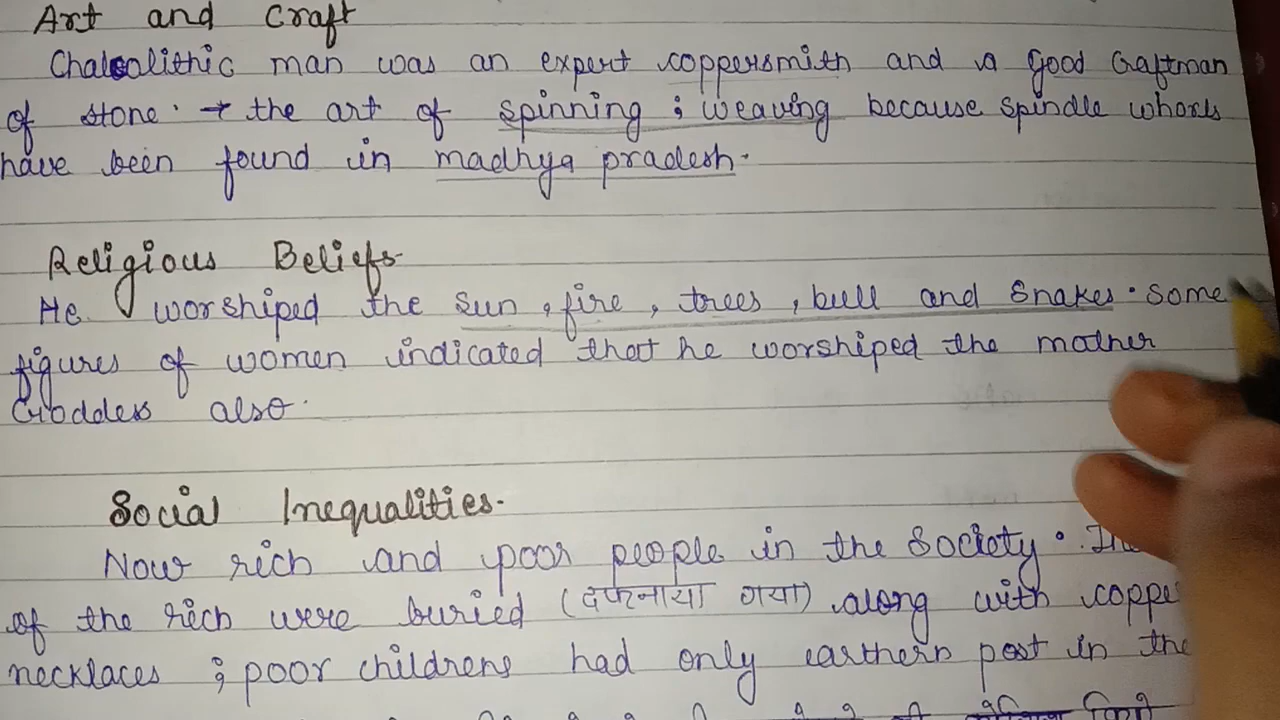 Art and Craft
Chalcolithic man was an expert coppersmith and a good Craftman
of stone. → the art of spinning & weaving because spindle whorls
have been found in madhya pradesh.
Religious Beliefs
He worshiped the sun, fire, trees, bull and snakes. Some
figures of women indicated that he worshiped the mother
Goddess also.
Social Inequalities.
Now rich and poor people in the society.
of the rich were buried (दफनाया गया) along with coppe
necklaces & poor childrens had only earthern post in the